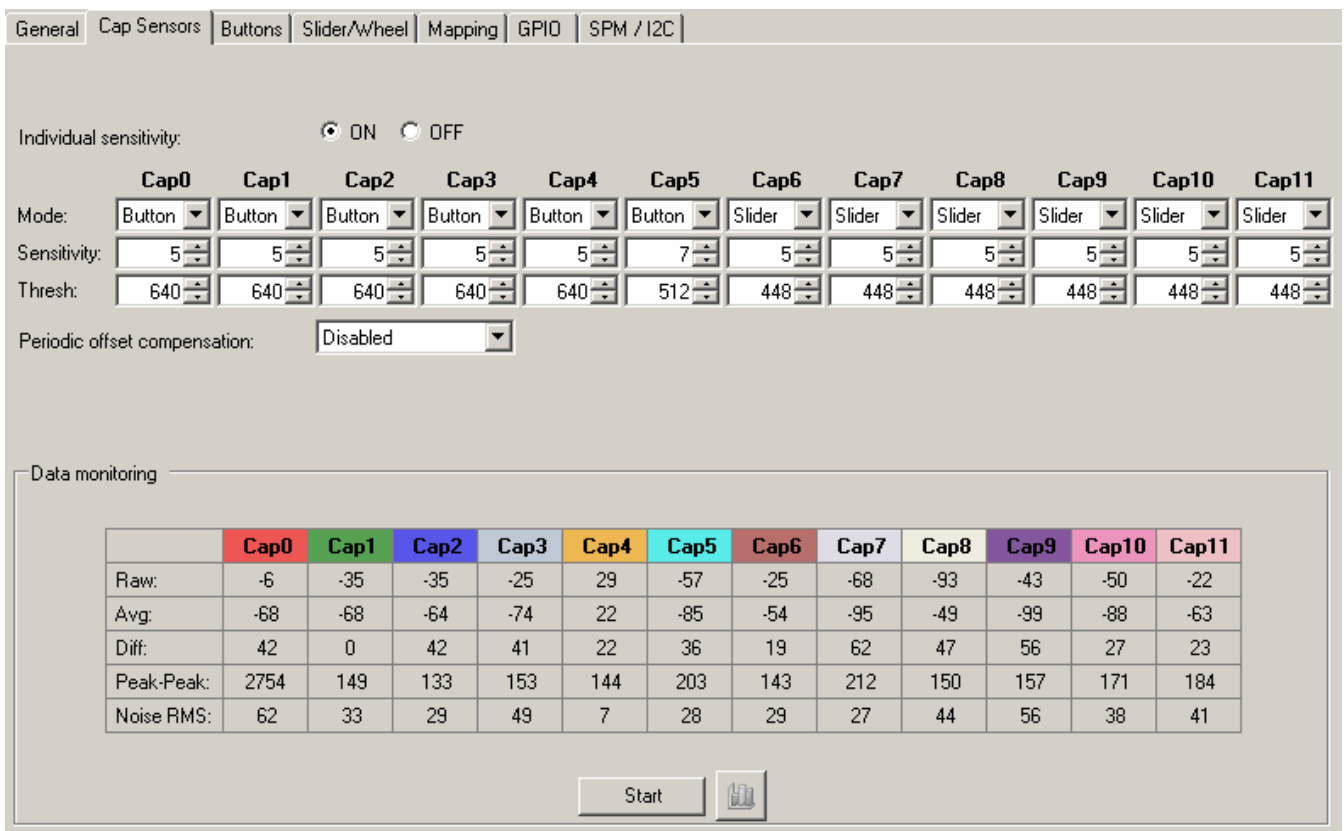 General Cap Sensors Buttons Slider/Wheel Mapping GPIO SPM / I2C
Individual sensitivity: ON OFF
Cap0 Cap1 Cap2 Cap3 Cap4 Cap5 Cap6 Cap7 Cap8 Cap9 Cap10 Cap11
Mode: Button Button Button Button Button Button Slider Slider Slider Slider Slider Slider
Sensitivity: 5 5 5 5 5 7 5 5 5 5 5 5
Thresh: 640 640 640 640 640 512 448 448 448 448 448 448
Periodic offset compensation: Disabled
Data monitoring
Cap0 Cap1 Cap2 Cap3 Cap4 Cap5 Cap6 Cap7 Cap8 Cap9 Cap10 Cap11
Raw: -6 -35 -35 -25 29 -57 -25 -68 -93 -43 -50 -22
Avg: -68 -68 -64 -74 22 -85 -54 -95 -49 -99 -88 -63
Diff: 42 0 42 41 22 36 19 62 47 56 27 23
Peak-Peak: 2754 149 133 153 144 203 143 212 150 157 171 184
Noise RMS: 62 33 29 49 7 28 29 27 44 56 38 41
Start